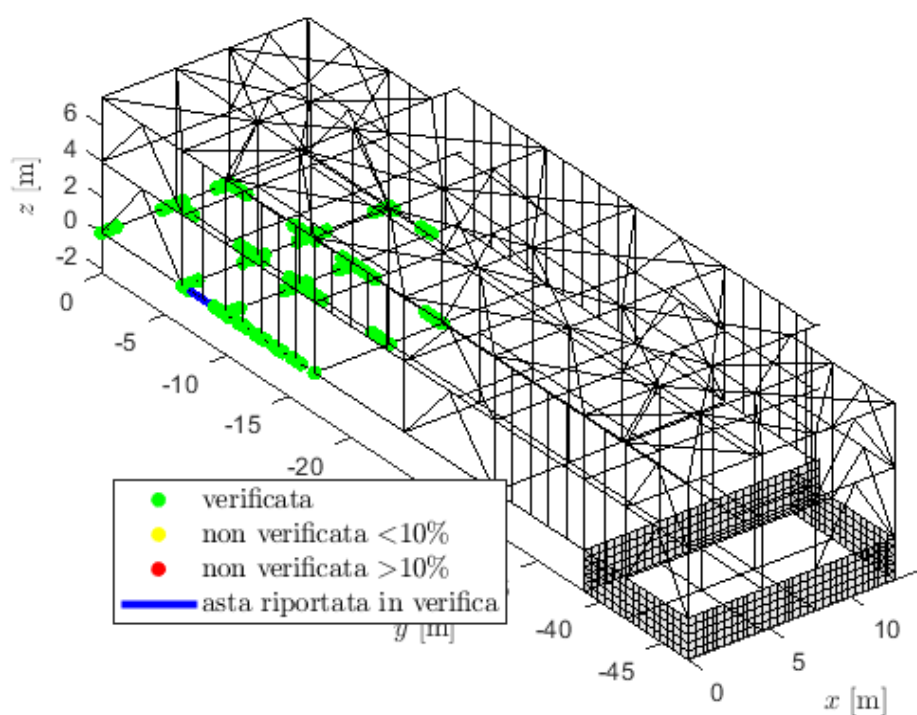 6
4
2
0
-2
z [m]
0
-5
-10
-15
-20
-40
-45
y [m]
0
5
10
x [m]
verificata
non verificata <10%
non verificata >10%
asta riportata in verifica